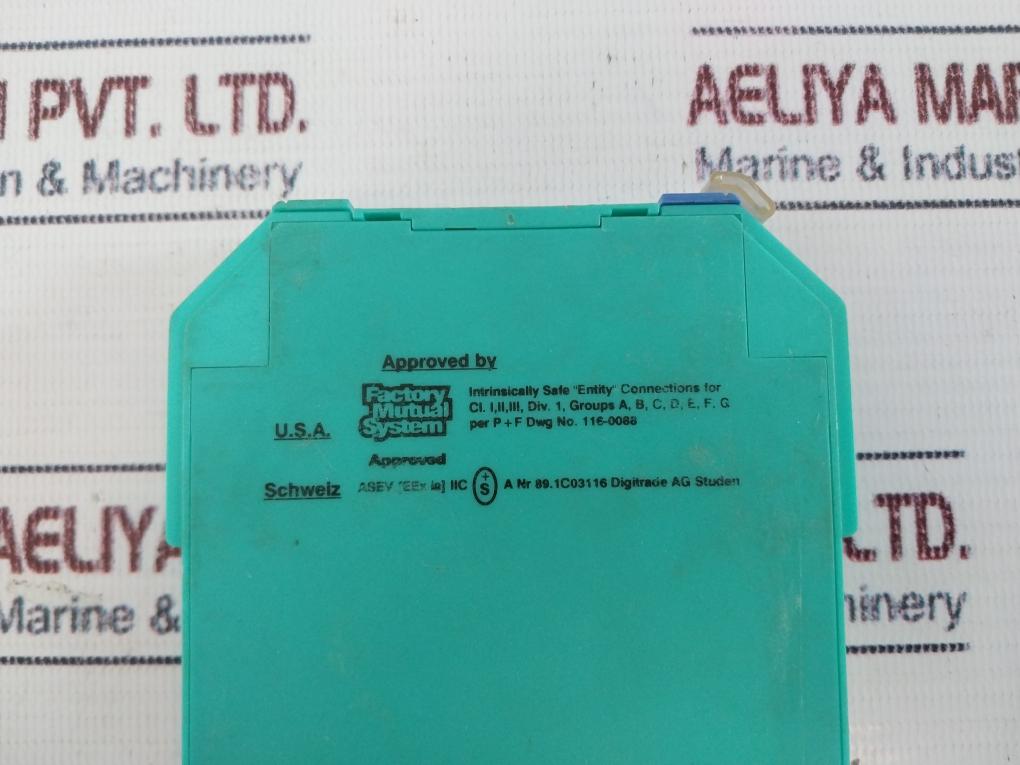 I PVT. LTD.
AELIYA MAR
n & Machinery
Marine & Indust
Approved by
Factory Mutual System
Intrinsically Safe "Entity" Connections for
Cl. I,II,III, Div. 1, Groups A, B, C, D, E, F, G
per P+F Dwg No. 116-0088
U.S.A.
Approved
Schweiz ASEV [EEx ia] IIC +S A Nr 89.1C03116 Digitrade AG Studen
AELIYA
LTD.
Marine &
hinery